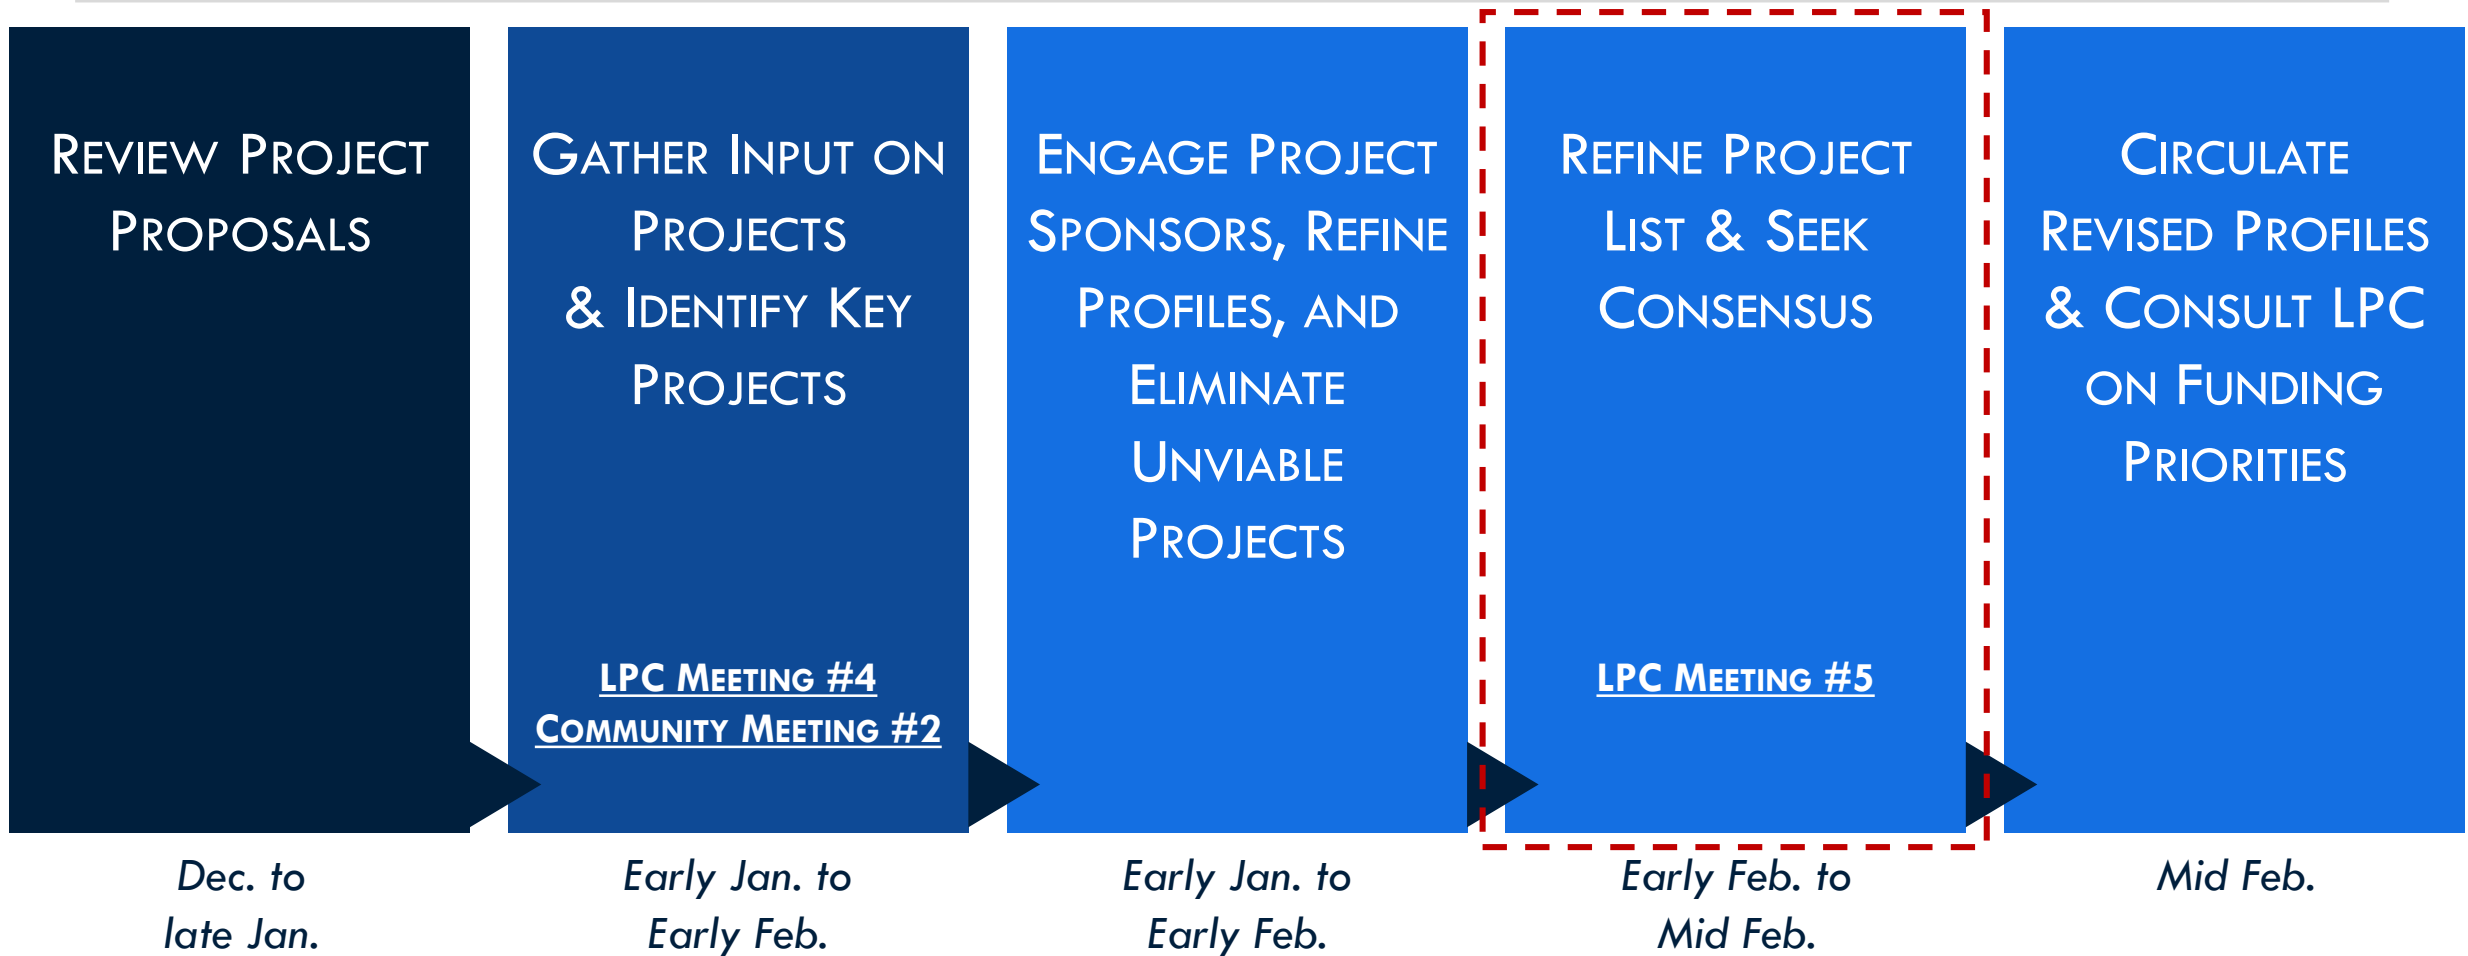 REVIEW PROJECT
PROPOSALS
GATHER INPUT ON
PROJECTS
& IDENTIFY KEY
PROJECTS
LPC MEETING #4
COMMUNITY MEETING #2
ENGAGE PROJECT
SPONSORS, REFINE
PROFILES, AND
ELIMINATE
UNVIABLE
PROJECTS
REFINE PROJECT
LIST & SEEK
CONSENSUS
LPC MEETING #5
CIRCULATE
REVISED PROFILES
& CONSULT LPC
ON FUNDING
PRIORITIES
Dec. to
late Jan.
Early Jan. to
Early Feb.
Early Jan. to
Early Feb.
Early Feb. to
Mid Feb.
Mid Feb.